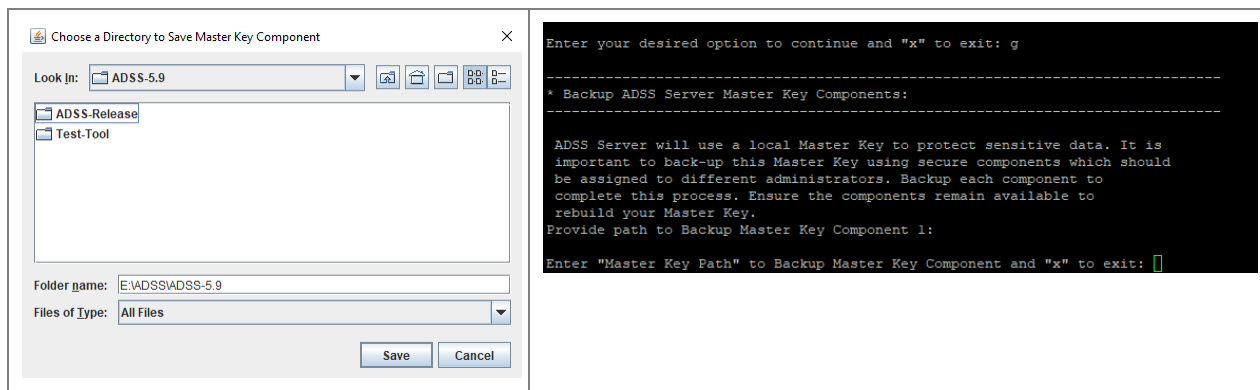 Choose a Directory to Save Master Key Component
Look In: ADSS-5.9
ADSS-Release
Test-Tool
Folder name: E:\ADSS\ADSS-5.9
Files of Type: All Files
Save Cancel
Enter your desired option to continue and "x" to exit: g
--------------------------------------------------------------------------------
* Backup ADSS Server Master Key Components:
--------------------------------------------------------------------------------
ADSS Server will use a local Master Key to protect sensitive data. It is
important to back-up this Master Key using secure components which should
be assigned to different administrators. Backup each component to
complete this process. Ensure the components remain available to
rebuild your Master Key.
Provide path to Backup Master Key Component 1:
Enter "Master Key Path" to Backup Master Key Component and "x" to exit: